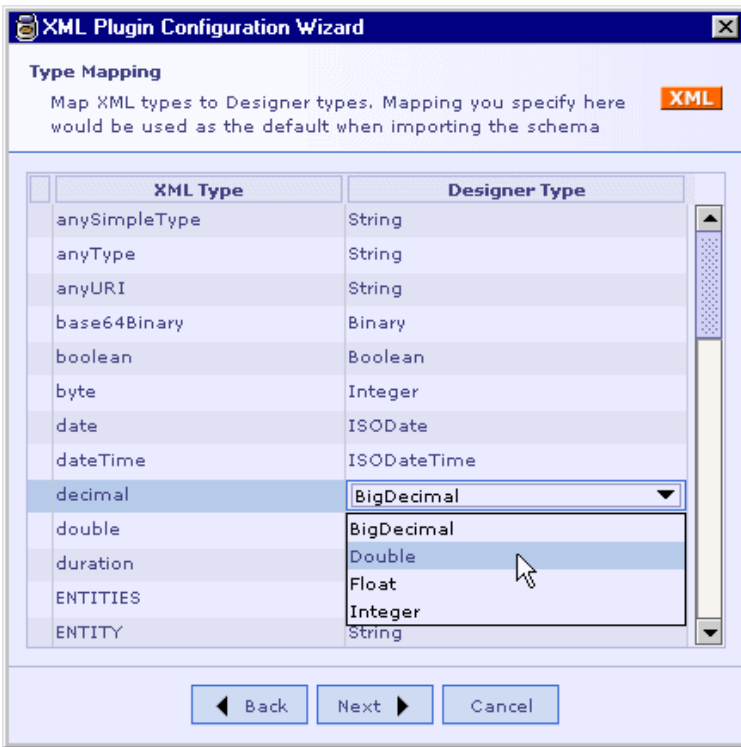 XML Plugin Configuration Wizard
Type Mapping
Map XML types to Designer types. Mapping you specify here
would be used as the default when importing the schema
XML
XML Type Designer Type
anySimpleType String
anyType String
anyURI String
base64Binary Binary
boolean Boolean
byte Integer
date ISODate
dateTime ISODateTime
decimal BigDecimal
double BigDecimal
duration Double
Float
ENTITIES Integer
ENTITY String
Back Next Cancel